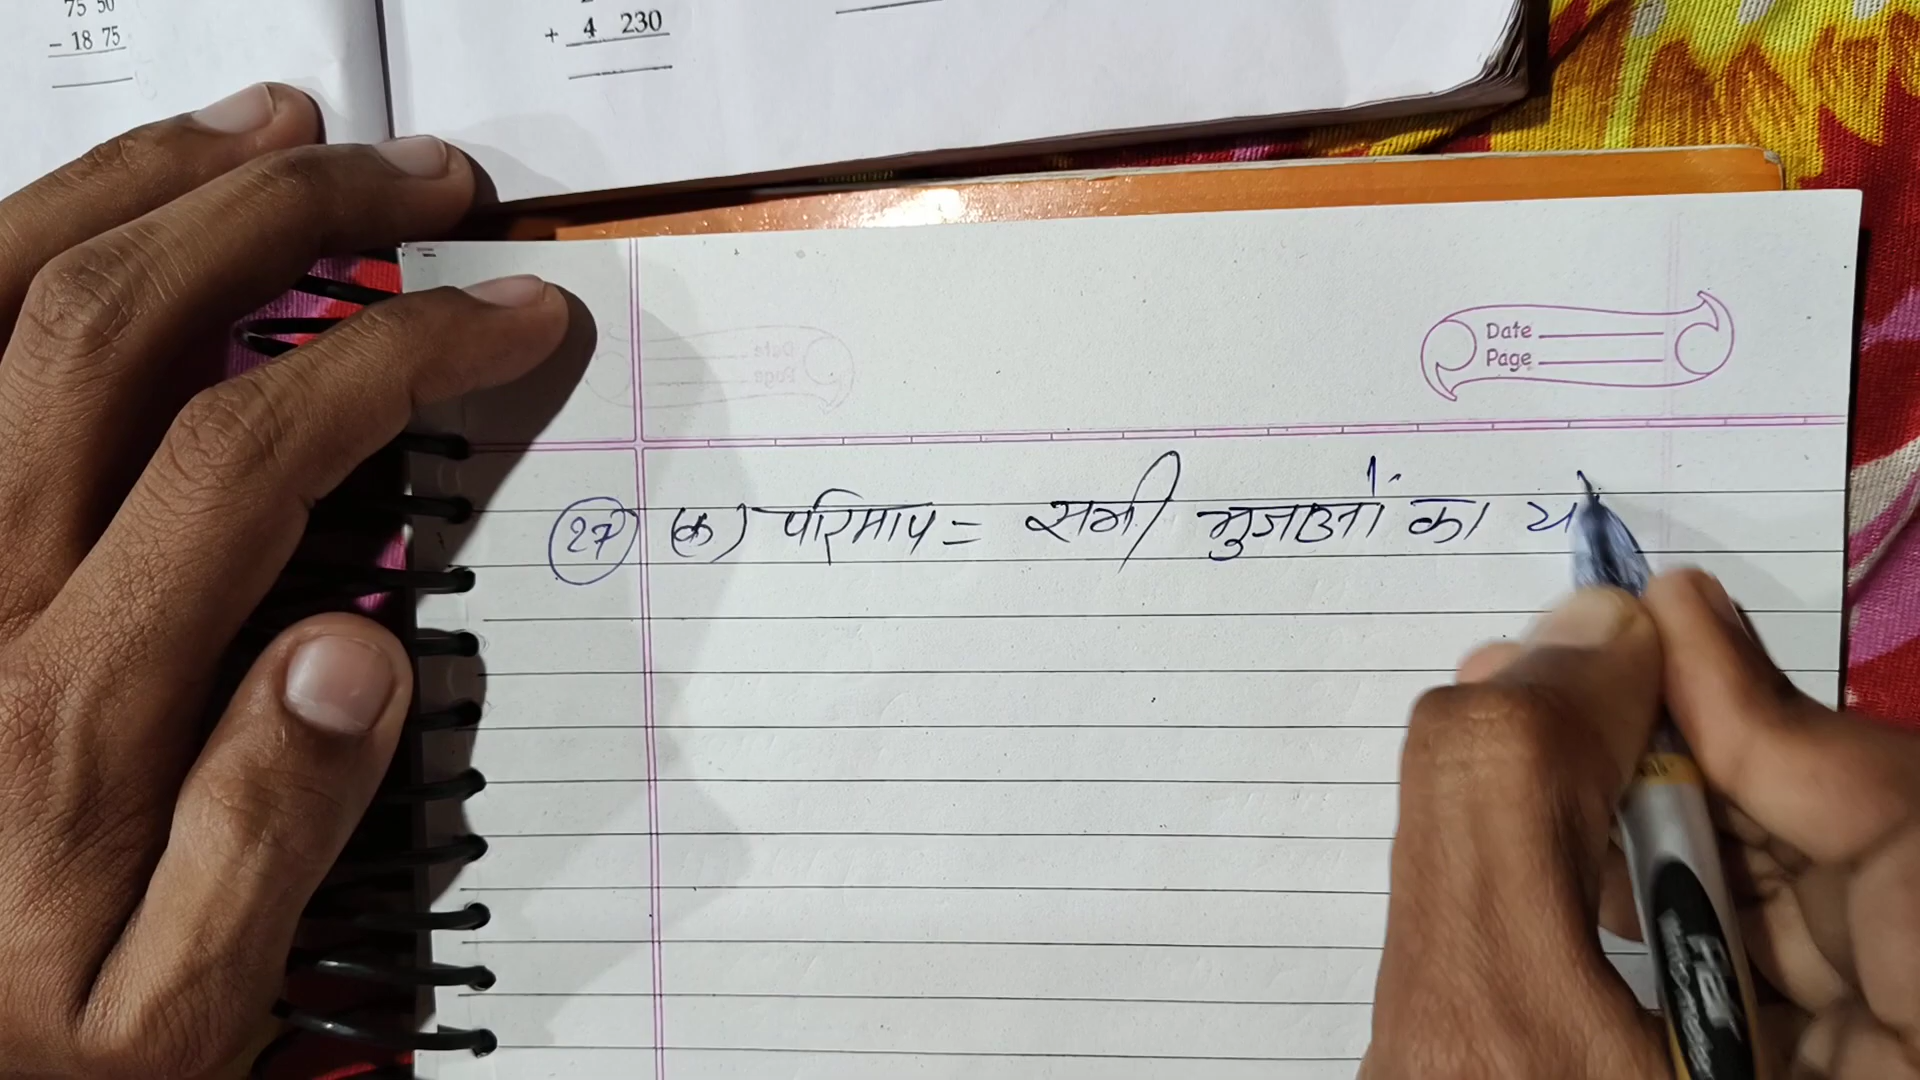 75 50
- 18 75
+ 4 230
Date
Page
27 (क) परिमाप = सभी भुजाओं का